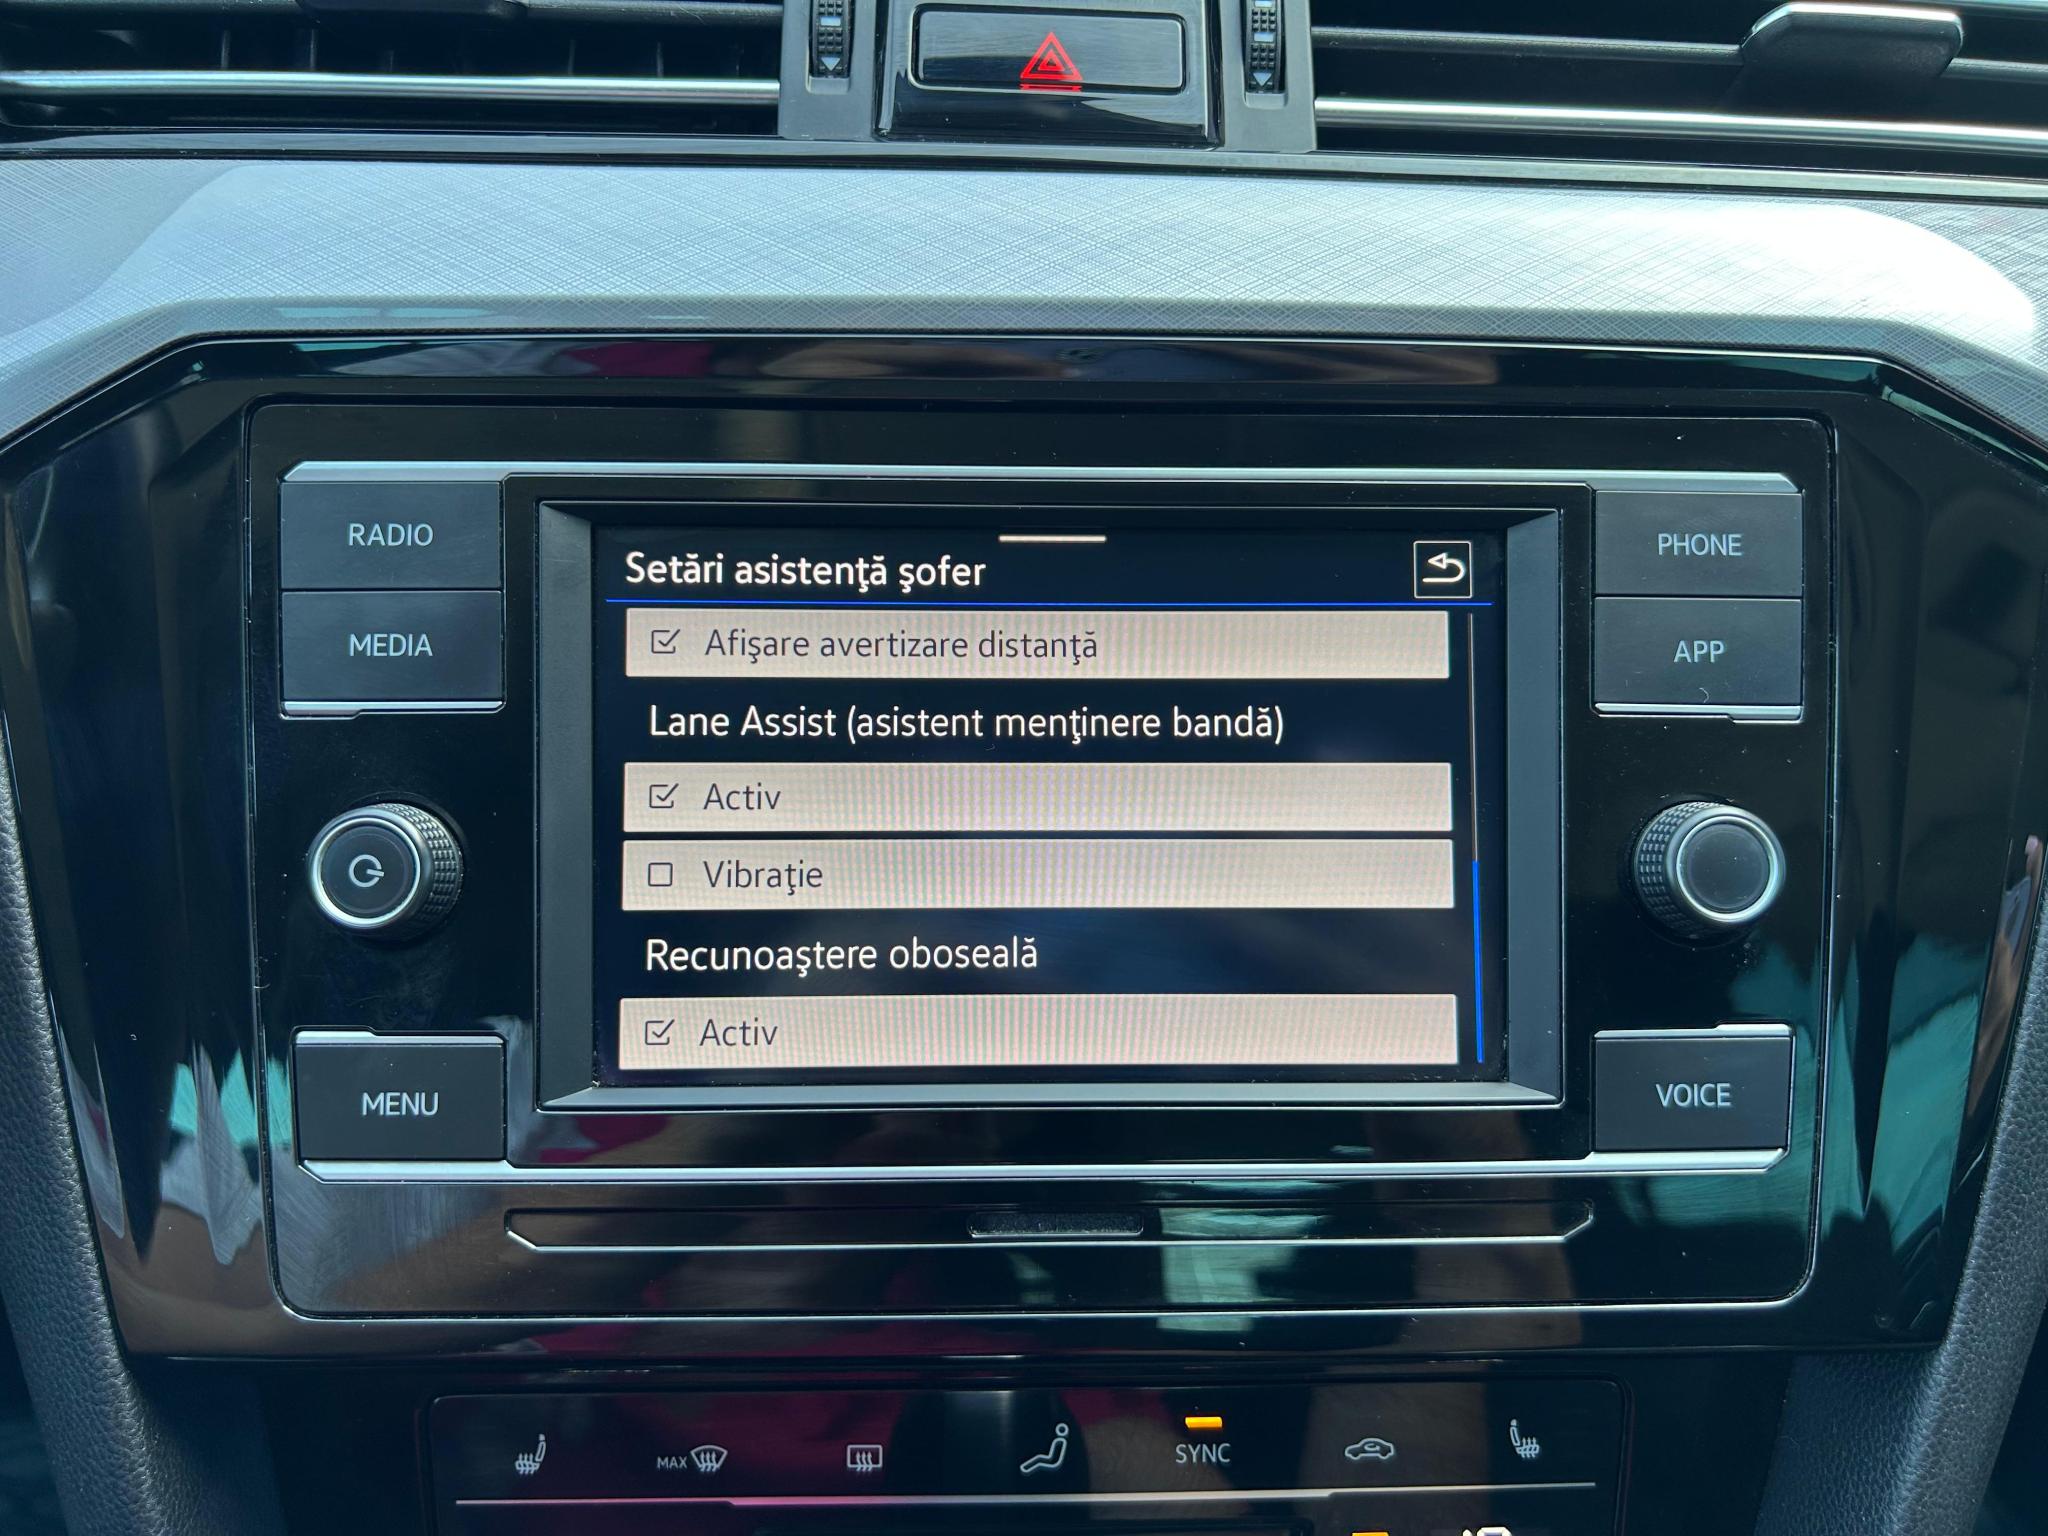 RADIO
MEDIA
MENU
Setări asistenţă şofer
Afişare avertizare distanţă
Lane Assist (asistent menţinere bandă)
Activ
Vibraţie
Recunoaştere oboseală
Activ
PHONE
APP
VOICE
MAX
SYNC